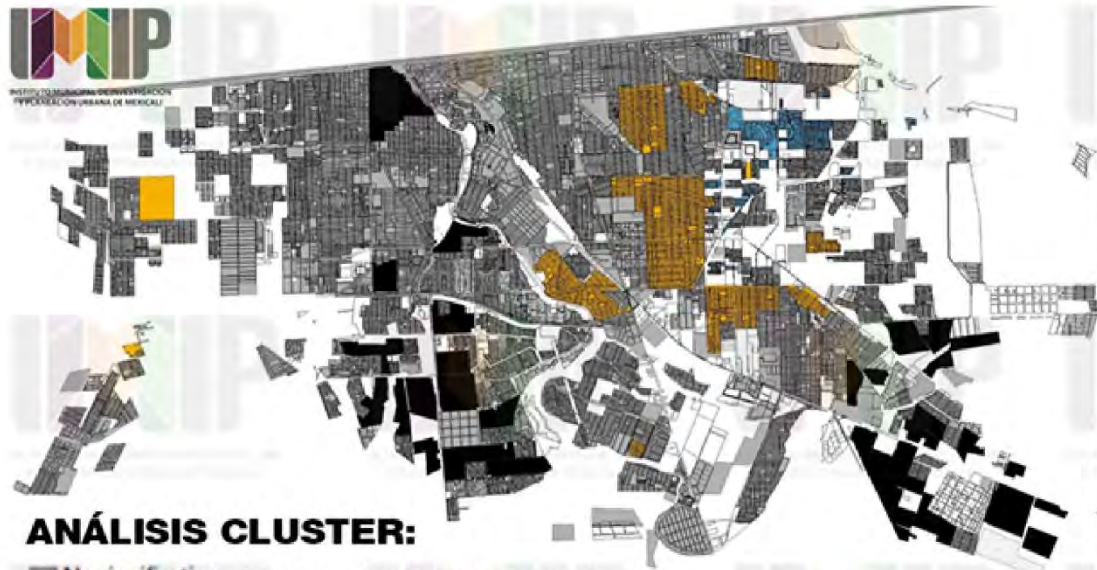 IMIP
INSTITUTO MUNICIPAL DE INVESTIGACIÓN
Y PLANEACIÓN URBANA DE MEXICALI
ANÁLISIS CLUSTER: